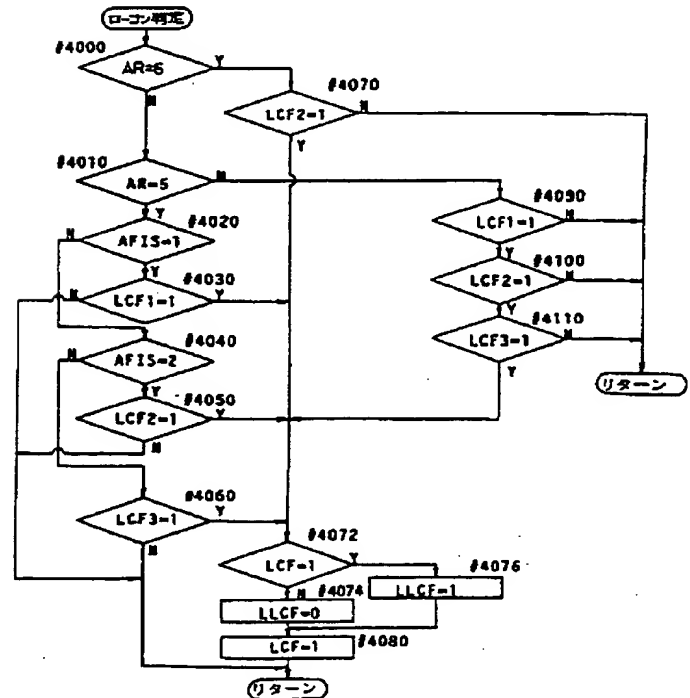 ローコン判定
#4000
AR=6
Y
N
#4070
LCF2=1
N
Y
#4010
AR=5
N
Y
#4020
AFIS=1
N
Y
#4030
LCF1=1
N
Y
#4040
AFIS=2
N
Y
#4050
LCF2=1
Y
N
#4060
LCF3=1
Y
N
#4090
LCF1=1
N
Y
#4100
LCF2=1
N
Y
#4110
LCF3=1
N
Y
リターン
#4072
LCF=1
Y
N
#4074
LLCF=0
#4076
LLCF=1
#4080
LCF=1
リターン